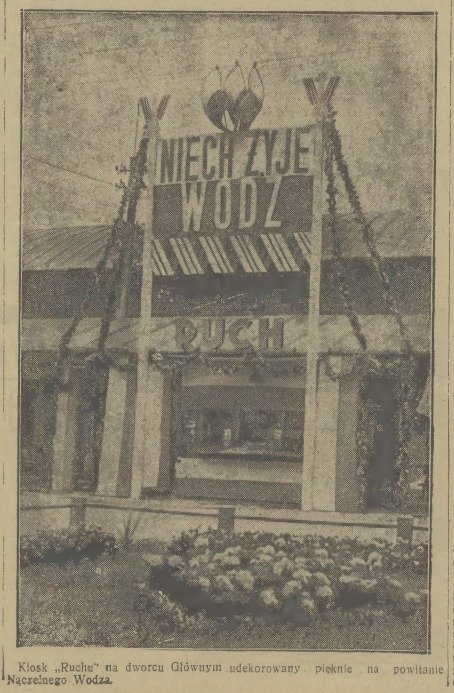 NIECH ŻYJE
WÓDZ
RUCH
Kiosk „Ruchu" na dworcu Głównym udekorowany pięknie na powitanie
Naczelnego Wodza.